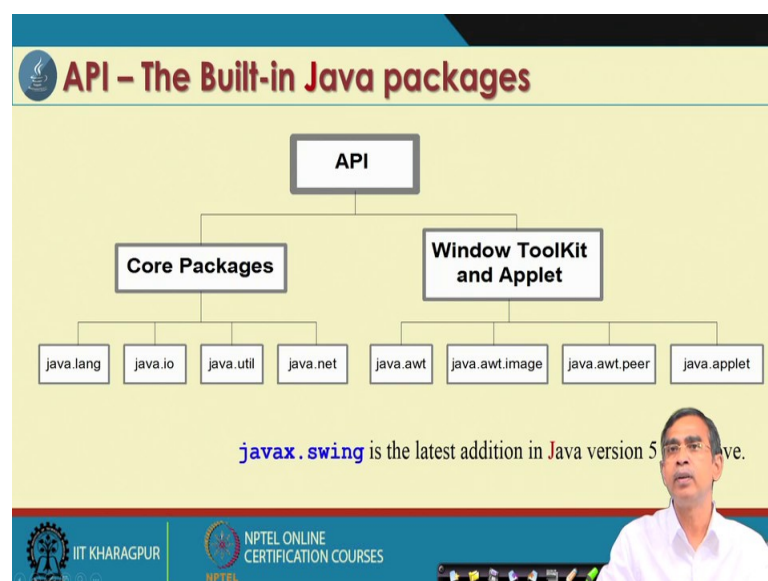 API – The Built-in Java packages
API
Core Packages
Window ToolKit
and Applet
java.lang
java.io
java.util
java.net
java.awt
java.awt.image
java.awt.peer
java.applet
javax.swing is the latest addition in Java version 5 ve.
IIT KHARAGPUR
NPTEL ONLINE
CERTIFICATION COURSES
NPTEL